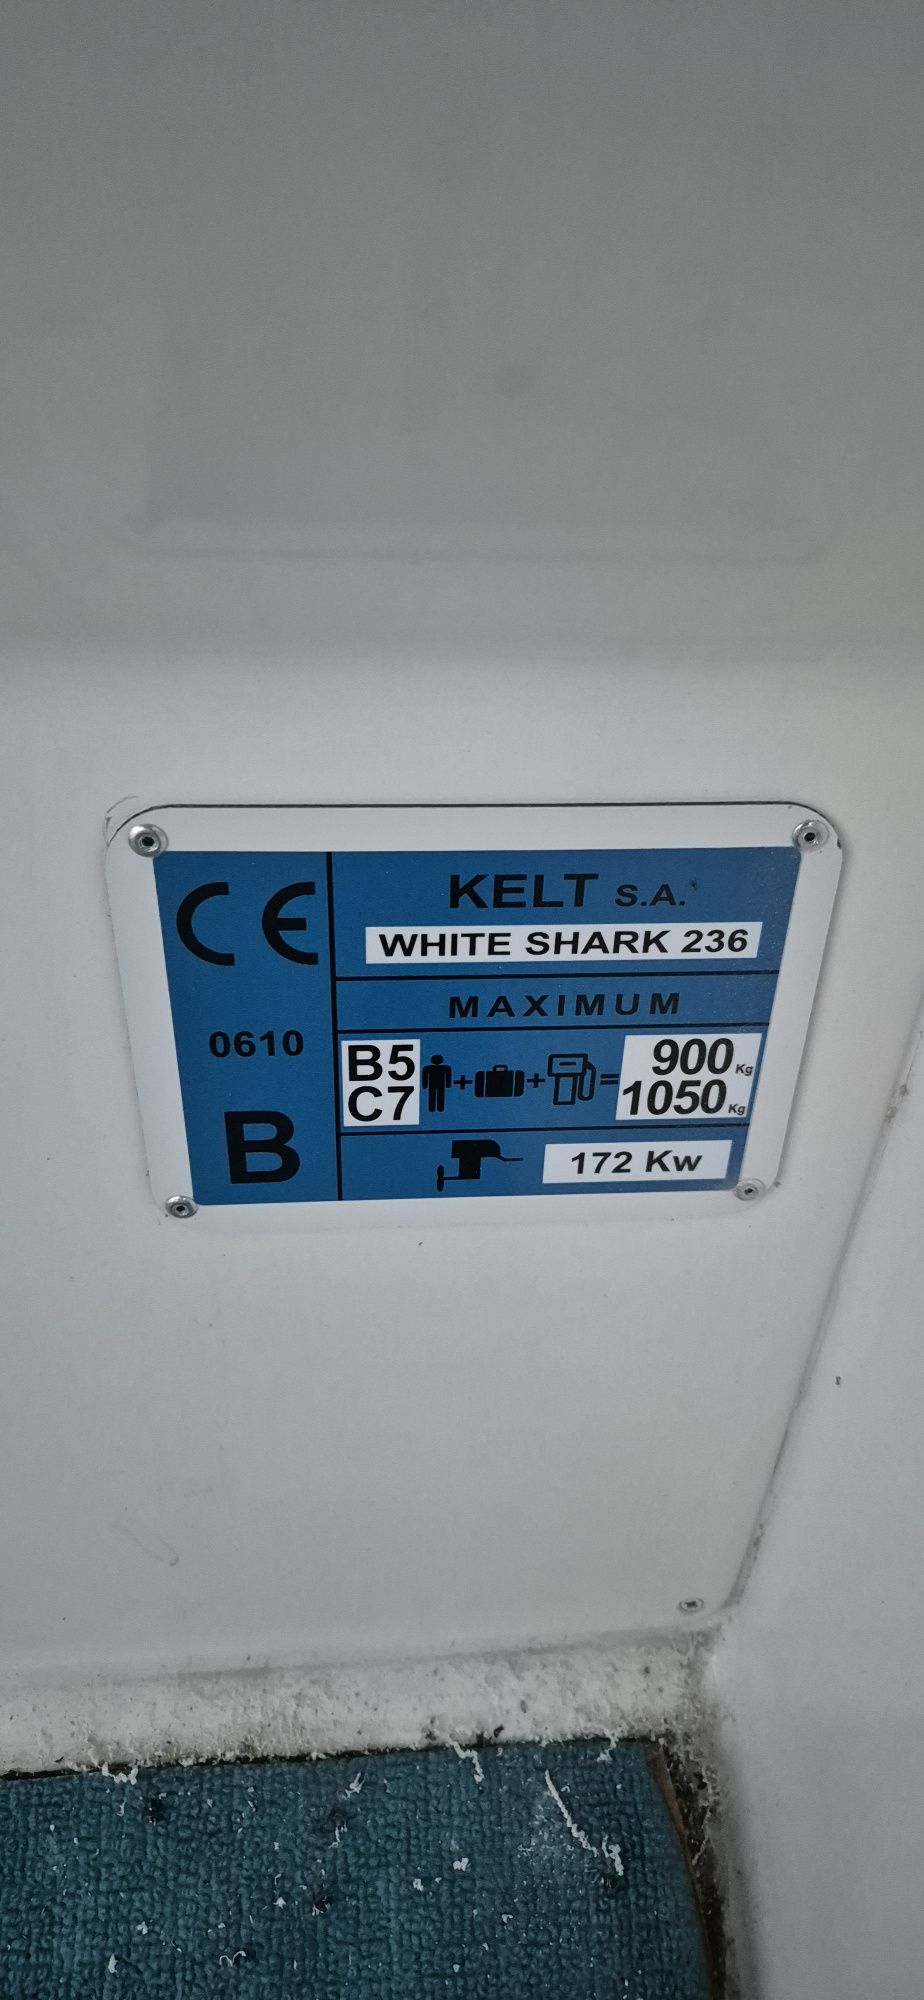 CE
0610
B
KELT S.A.
WHITE SHARK 236
MAXIMUM
B5 + + = 900 Kg
C7 1050 Kg
172 Kw